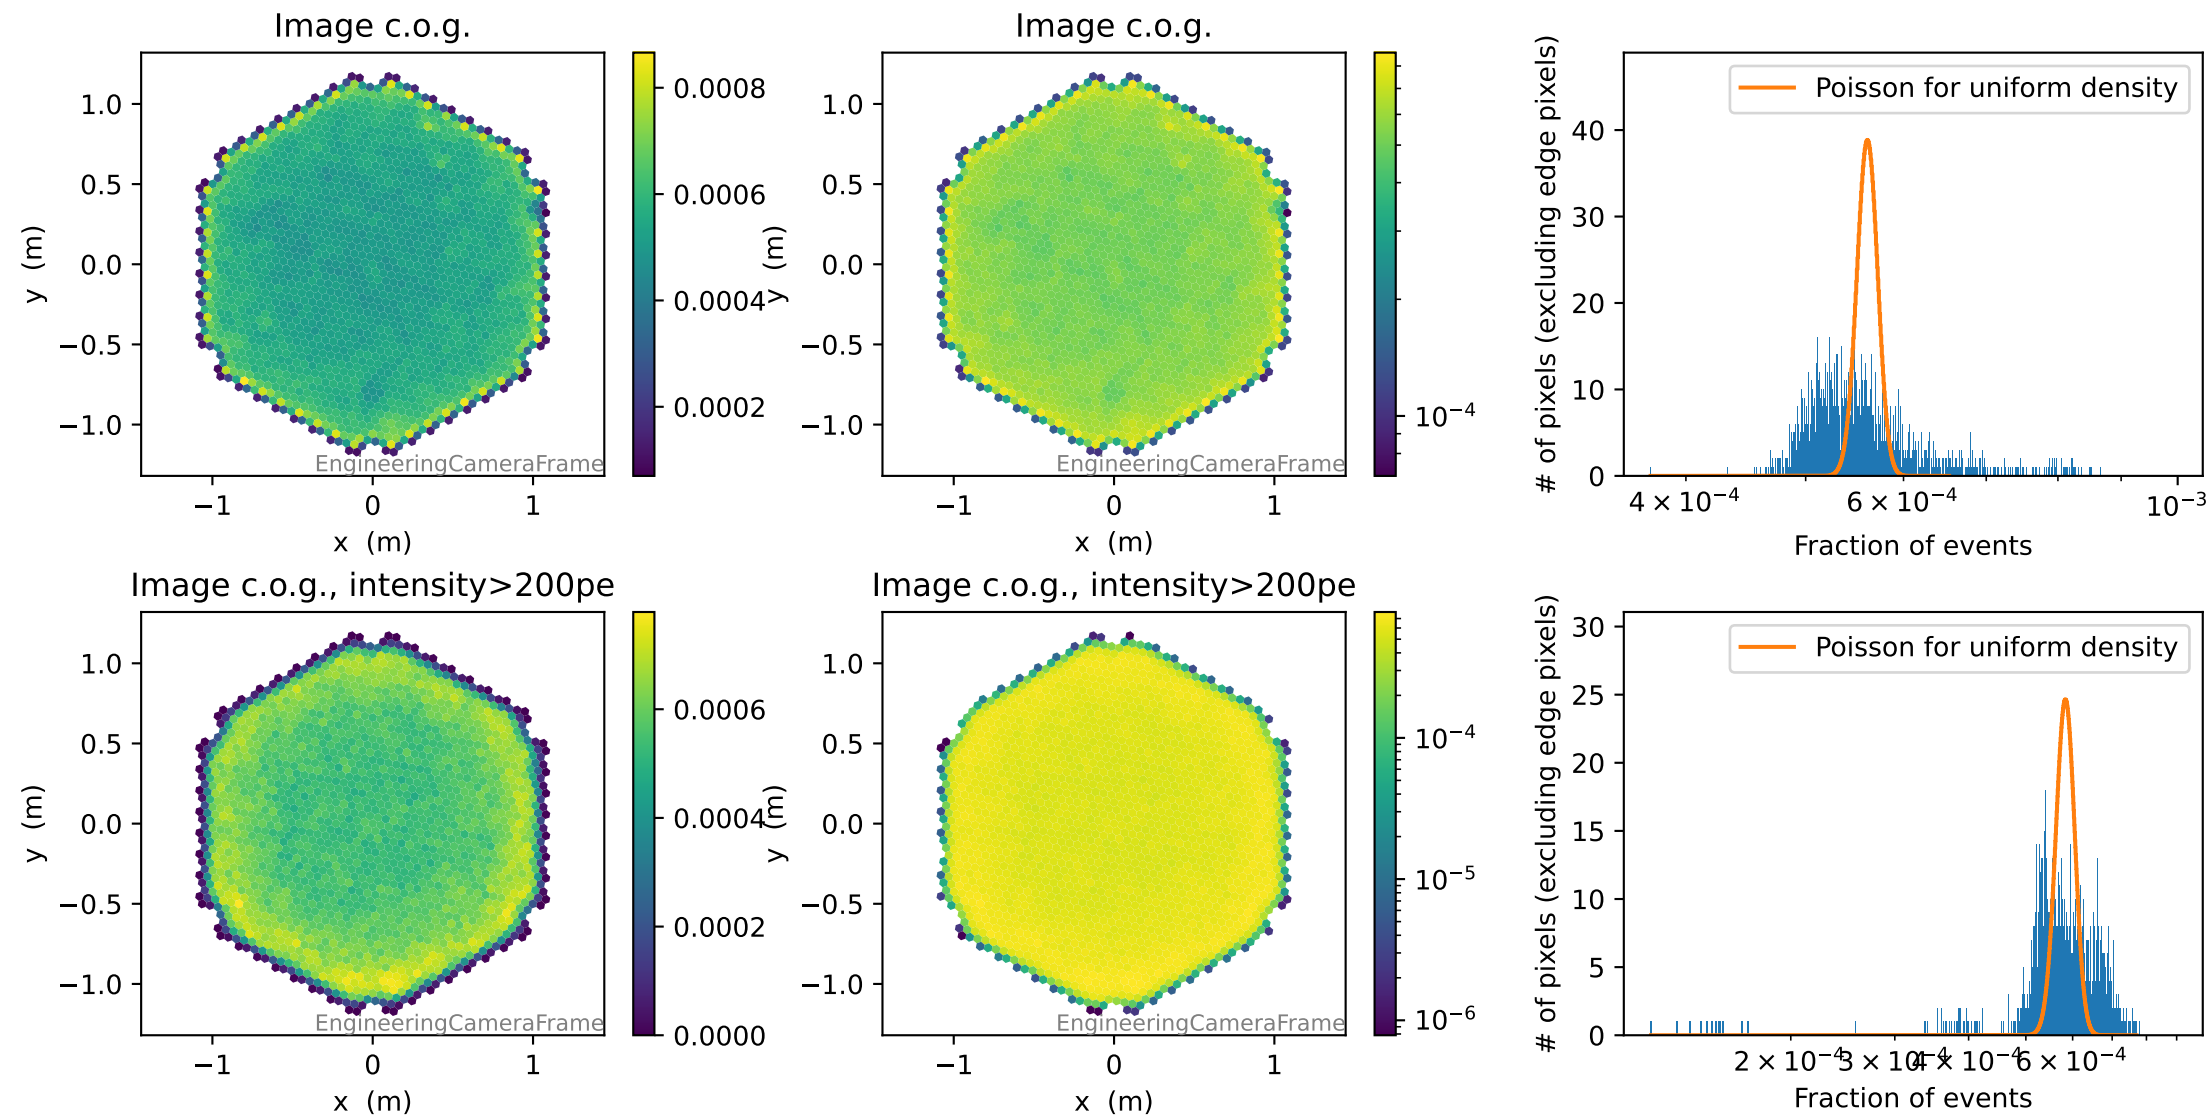 Image c.o.g.
1.0
0.5
0.0
−0.5
−1.0
y (m)
−1
0
1
x (m)
EngineeringCameraFrame
0.0008
0.0006
0.0004
0.0002
Image c.o.g.
1.0
0.5
0.0
−0.5
−1.0
y (m)
−1
0
1
x (m)
EngineeringCameraFrame
10⁻⁴
# of pixels (excluding edge pixels)
40
30
20
10
0
Poisson for uniform density
4 × 10⁻⁴
6 × 10⁻⁴
10⁻³
Fraction of events
Image c.o.g., intensity>200pe
1.0
0.5
0.0
−0.5
−1.0
y (m)
−1
0
1
x (m)
EngineeringCameraFrame
0.0006
0.0004
0.0002
0.0000
Image c.o.g., intensity>200pe
1.0
0.5
0.0
−0.5
−1.0
y (m)
−1
0
1
x (m)
EngineeringCameraFrame
10⁻⁴
10⁻⁵
10⁻⁶
# of pixels (excluding edge pixels)
30
25
20
15
10
5
0
Poisson for uniform density
2 × 10⁻⁴
3 × 10⁻⁴
4 × 10⁻⁴
6 × 10⁻⁴
Fraction of events